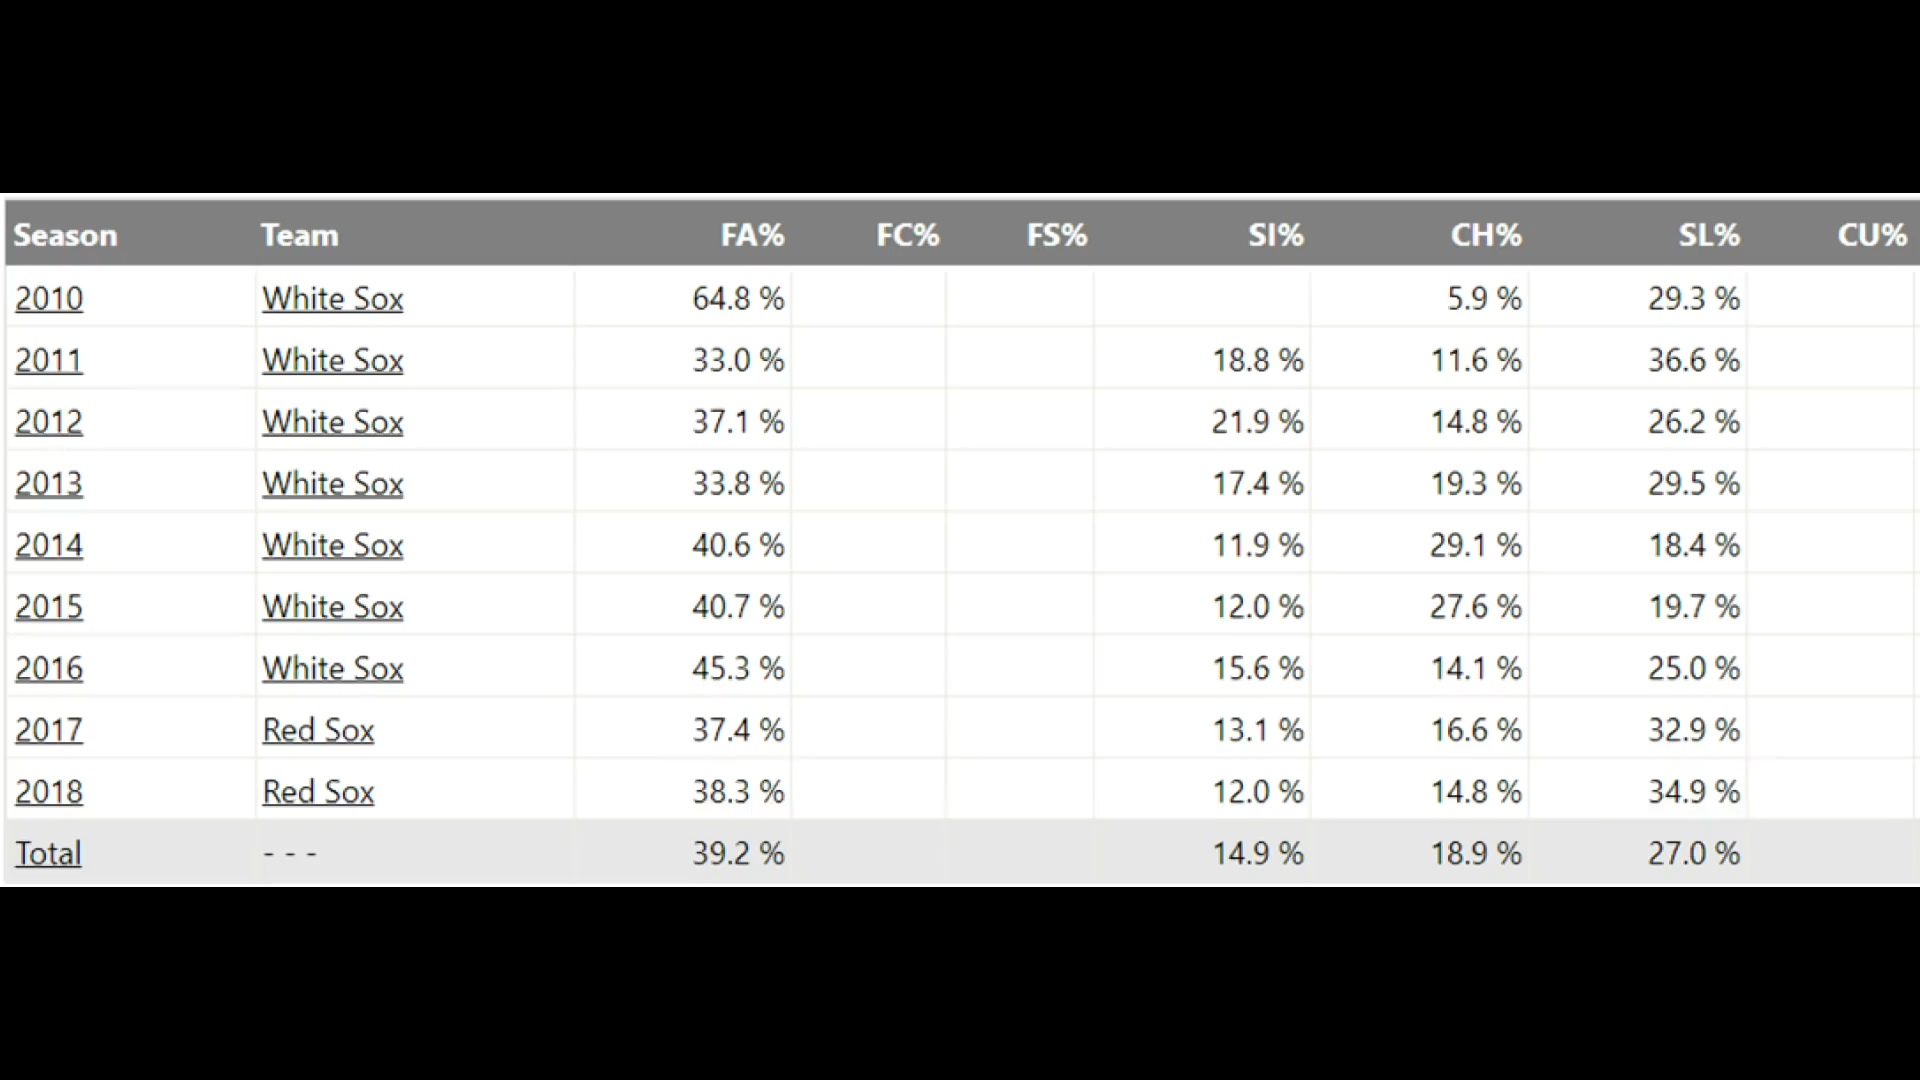 Season Team FA% FC% FS% SI% CH% SL% CU%
2010 White Sox 64.8 % 5.9 % 29.3 %
2011 White Sox 33.0 % 18.8 % 11.6 % 36.6 %
2012 White Sox 37.1 % 21.9 % 14.8 % 26.2 %
2013 White Sox 33.8 % 17.4 % 19.3 % 29.5 %
2014 White Sox 40.6 % 11.9 % 29.1 % 18.4 %
2015 White Sox 40.7 % 12.0 % 27.6 % 19.7 %
2016 White Sox 45.3 % 15.6 % 14.1 % 25.0 %
2017 Red Sox 37.4 % 13.1 % 16.6 % 32.9 %
2018 Red Sox 38.3 % 12.0 % 14.8 % 34.9 %
Total - - - 39.2 % 14.9 % 18.9 % 27.0 %